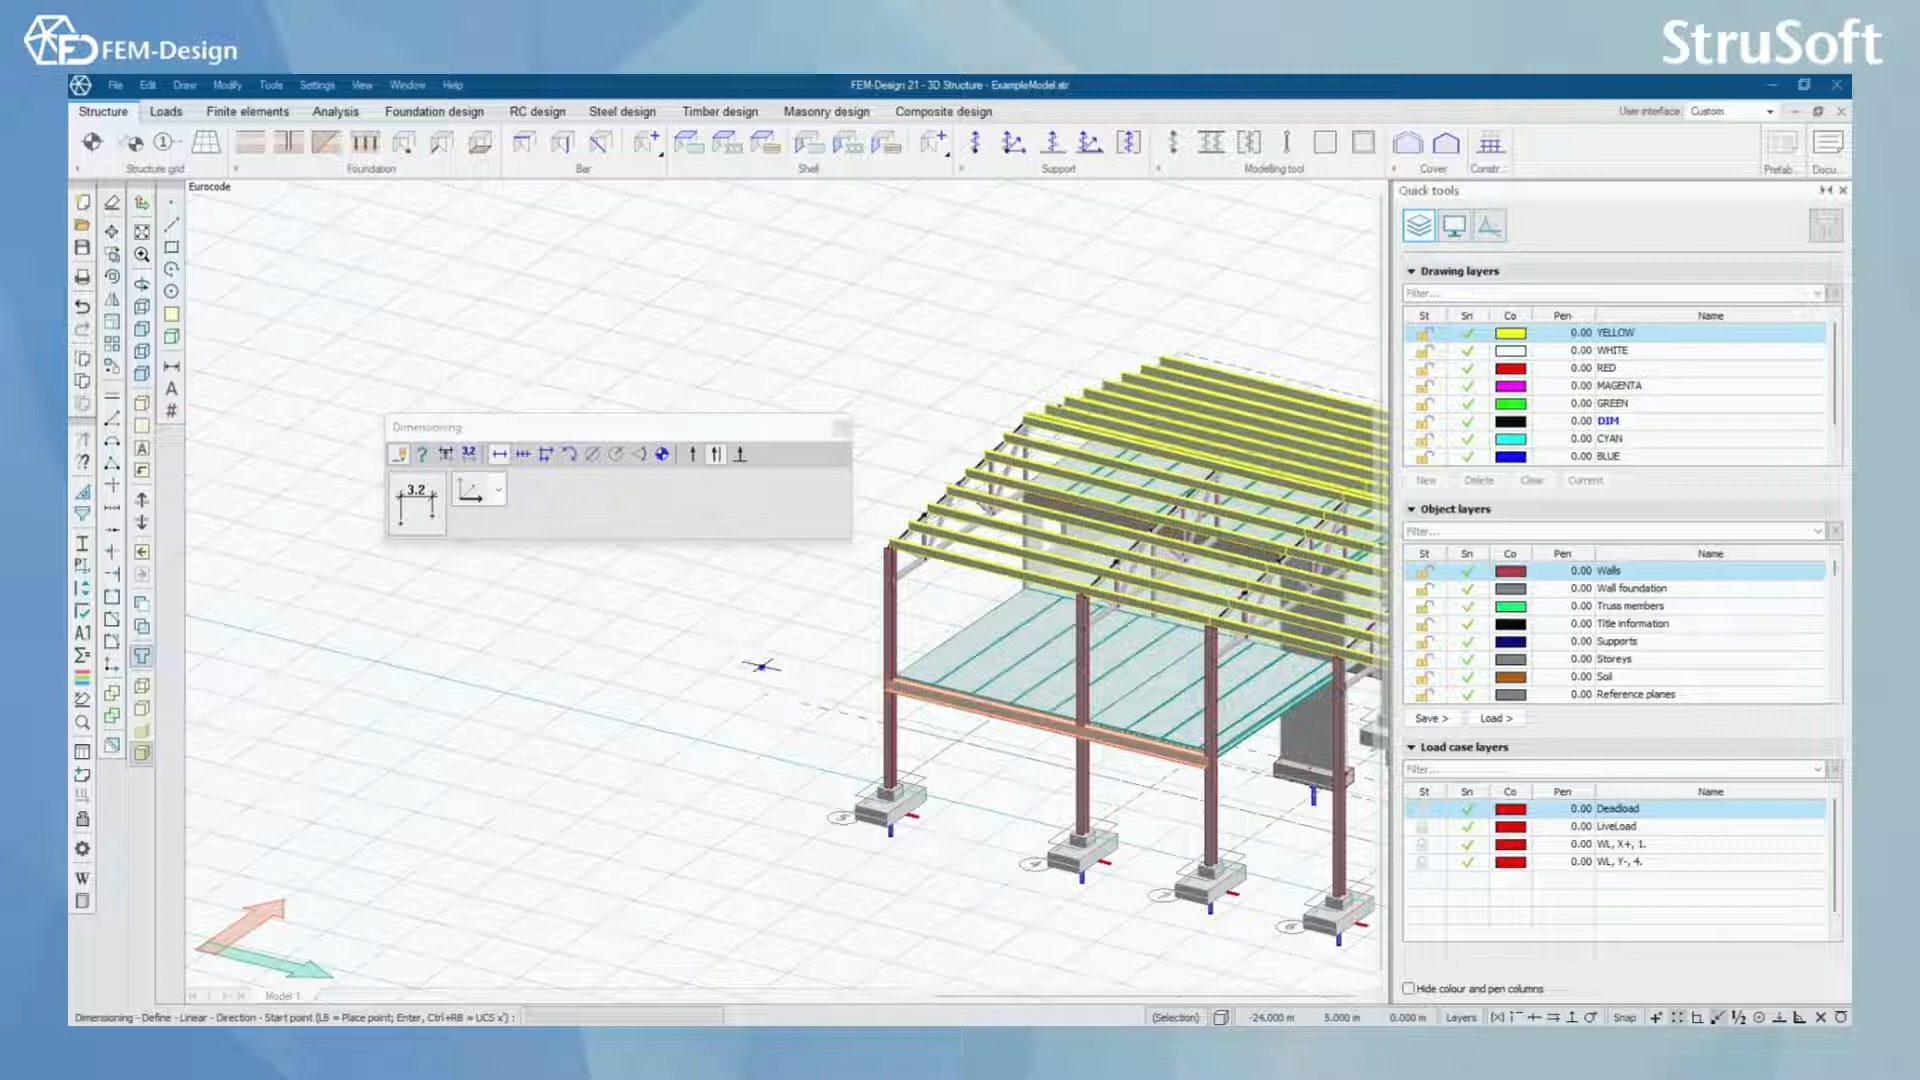 FEM-Design
StruSoft
File Edit Draw Modify Tools Settings View Window Help
FEM-Design 21 - 3D Structure - ExampleModel.str
Structure Loads Finite elements Analysis Foundation design RC design Steel design Timber design Masonry design Composite design
User interface: Custom
Structure grid Foundation Bar Shell Support Modelling tool Cover Constr... Prefab... Docu...
Eurocode
Quick tools
Drawing layers
Filter...
St Sn Co Pen Name
0.00 YELLOW
0.00 WHITE
0.00 RED
0.00 MAGENTA
0.00 GREEN
0.00 DIM
0.00 CYAN
0.00 BLUE
New Delete Clear Current
Dimensioning
3.2
3.2
Object layers
Filter...
St Sn Co Pen Name
0.00 Walls
0.00 Wall foundation
0.00 Truss members
0.00 Title information
0.00 Supports
0.00 Storeys
0.00 Soil
0.00 Reference planes
Save > Load >
Load case layers
Filter...
St Sn Co Pen Name
0.00 Deadload
0.00 LiveLoad
0.00 WL, X+, 1.
0.00 WL, Y-, 4.
Hide colour and pen columns
Model 1
Dimensioning - Define - Linear - Direction - Start point (LB = Place point; Enter, Ctrl+RB = UCS x') :
(Selection) -24.000 m 5.000 m 0.000 m Layers Snap